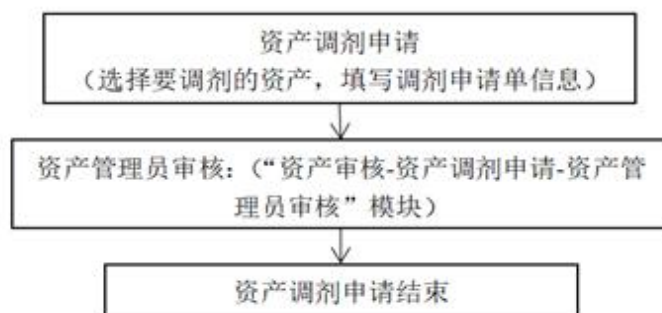 资产调剂申请
（选择要调剂的资产，填写调剂申请单信息）
资产管理员审核：（“资产审核-资产调剂申请-资产管
理员审核”模块）
资产调剂申请结束